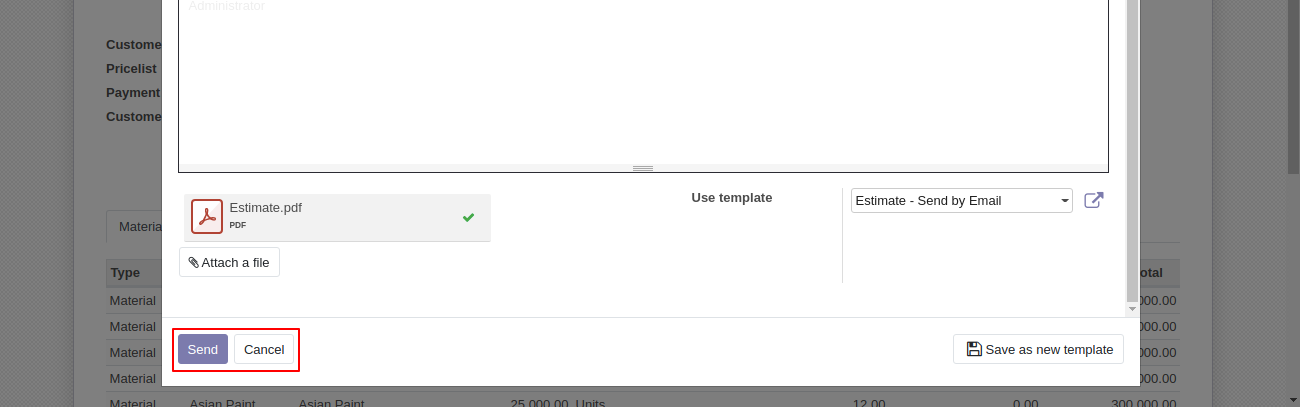 Administrator
Custome
Pricelist
Payment
Custome
Estimate.pdf
PDF
Use template
Estimate - Send by Email
Materia
Attach a file
Type
otal
Material
000.00
Material
000.00
Send
Cancel
Save as new template
Material
000.00
Material
000.00
Material Asian Paint Asian Paint 25,000.00 Units 12.00 0.00 300,000.00